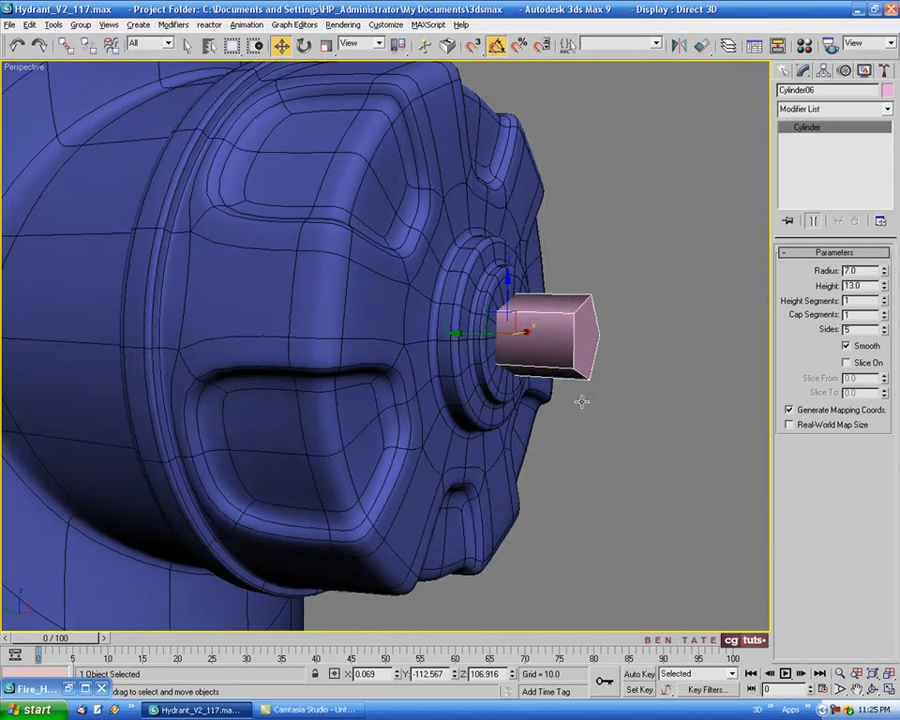 Hydrant_V2_117.max - Project Folder: C:\Documents and Settings\HP_Administrator\My Documents\3dsmax - Autodesk 3ds Max 9 - Display : Direct 3D
File Edit Tools Group Views Create Modifiers reactor Animation Graph Editors Rendering Customize MAXScript Help
All View View
Perspective
Cylinder06
Modifier List
Cylinder
- Parameters
Radius: 7.0
Height: 13.0
Height Segments: 1
Cap Segments: 1
Sides: 5
Smooth
Slice On
Slice From: 0.0
Slice To: 0.0
Generate Mapping Coords.
Real-World Map Size
z
BEN TATE cg tuts+
< 0 / 100 >
0 5 10 15 20 25 30 35 40 45 50 55 60 65 70 75 80 85 90 95 100
1 Object Selected X: 0.069 Y: -112.567 Z: 106.916 Grid = 10.0 Auto Key Selected
Fire_H... drag to select and move objects Add Time Tag Set Key Key Filters... 0
start Hydrant_V2_117.ma... Camtasia Studio - Unt... 3D » Apps » 11:25 PM